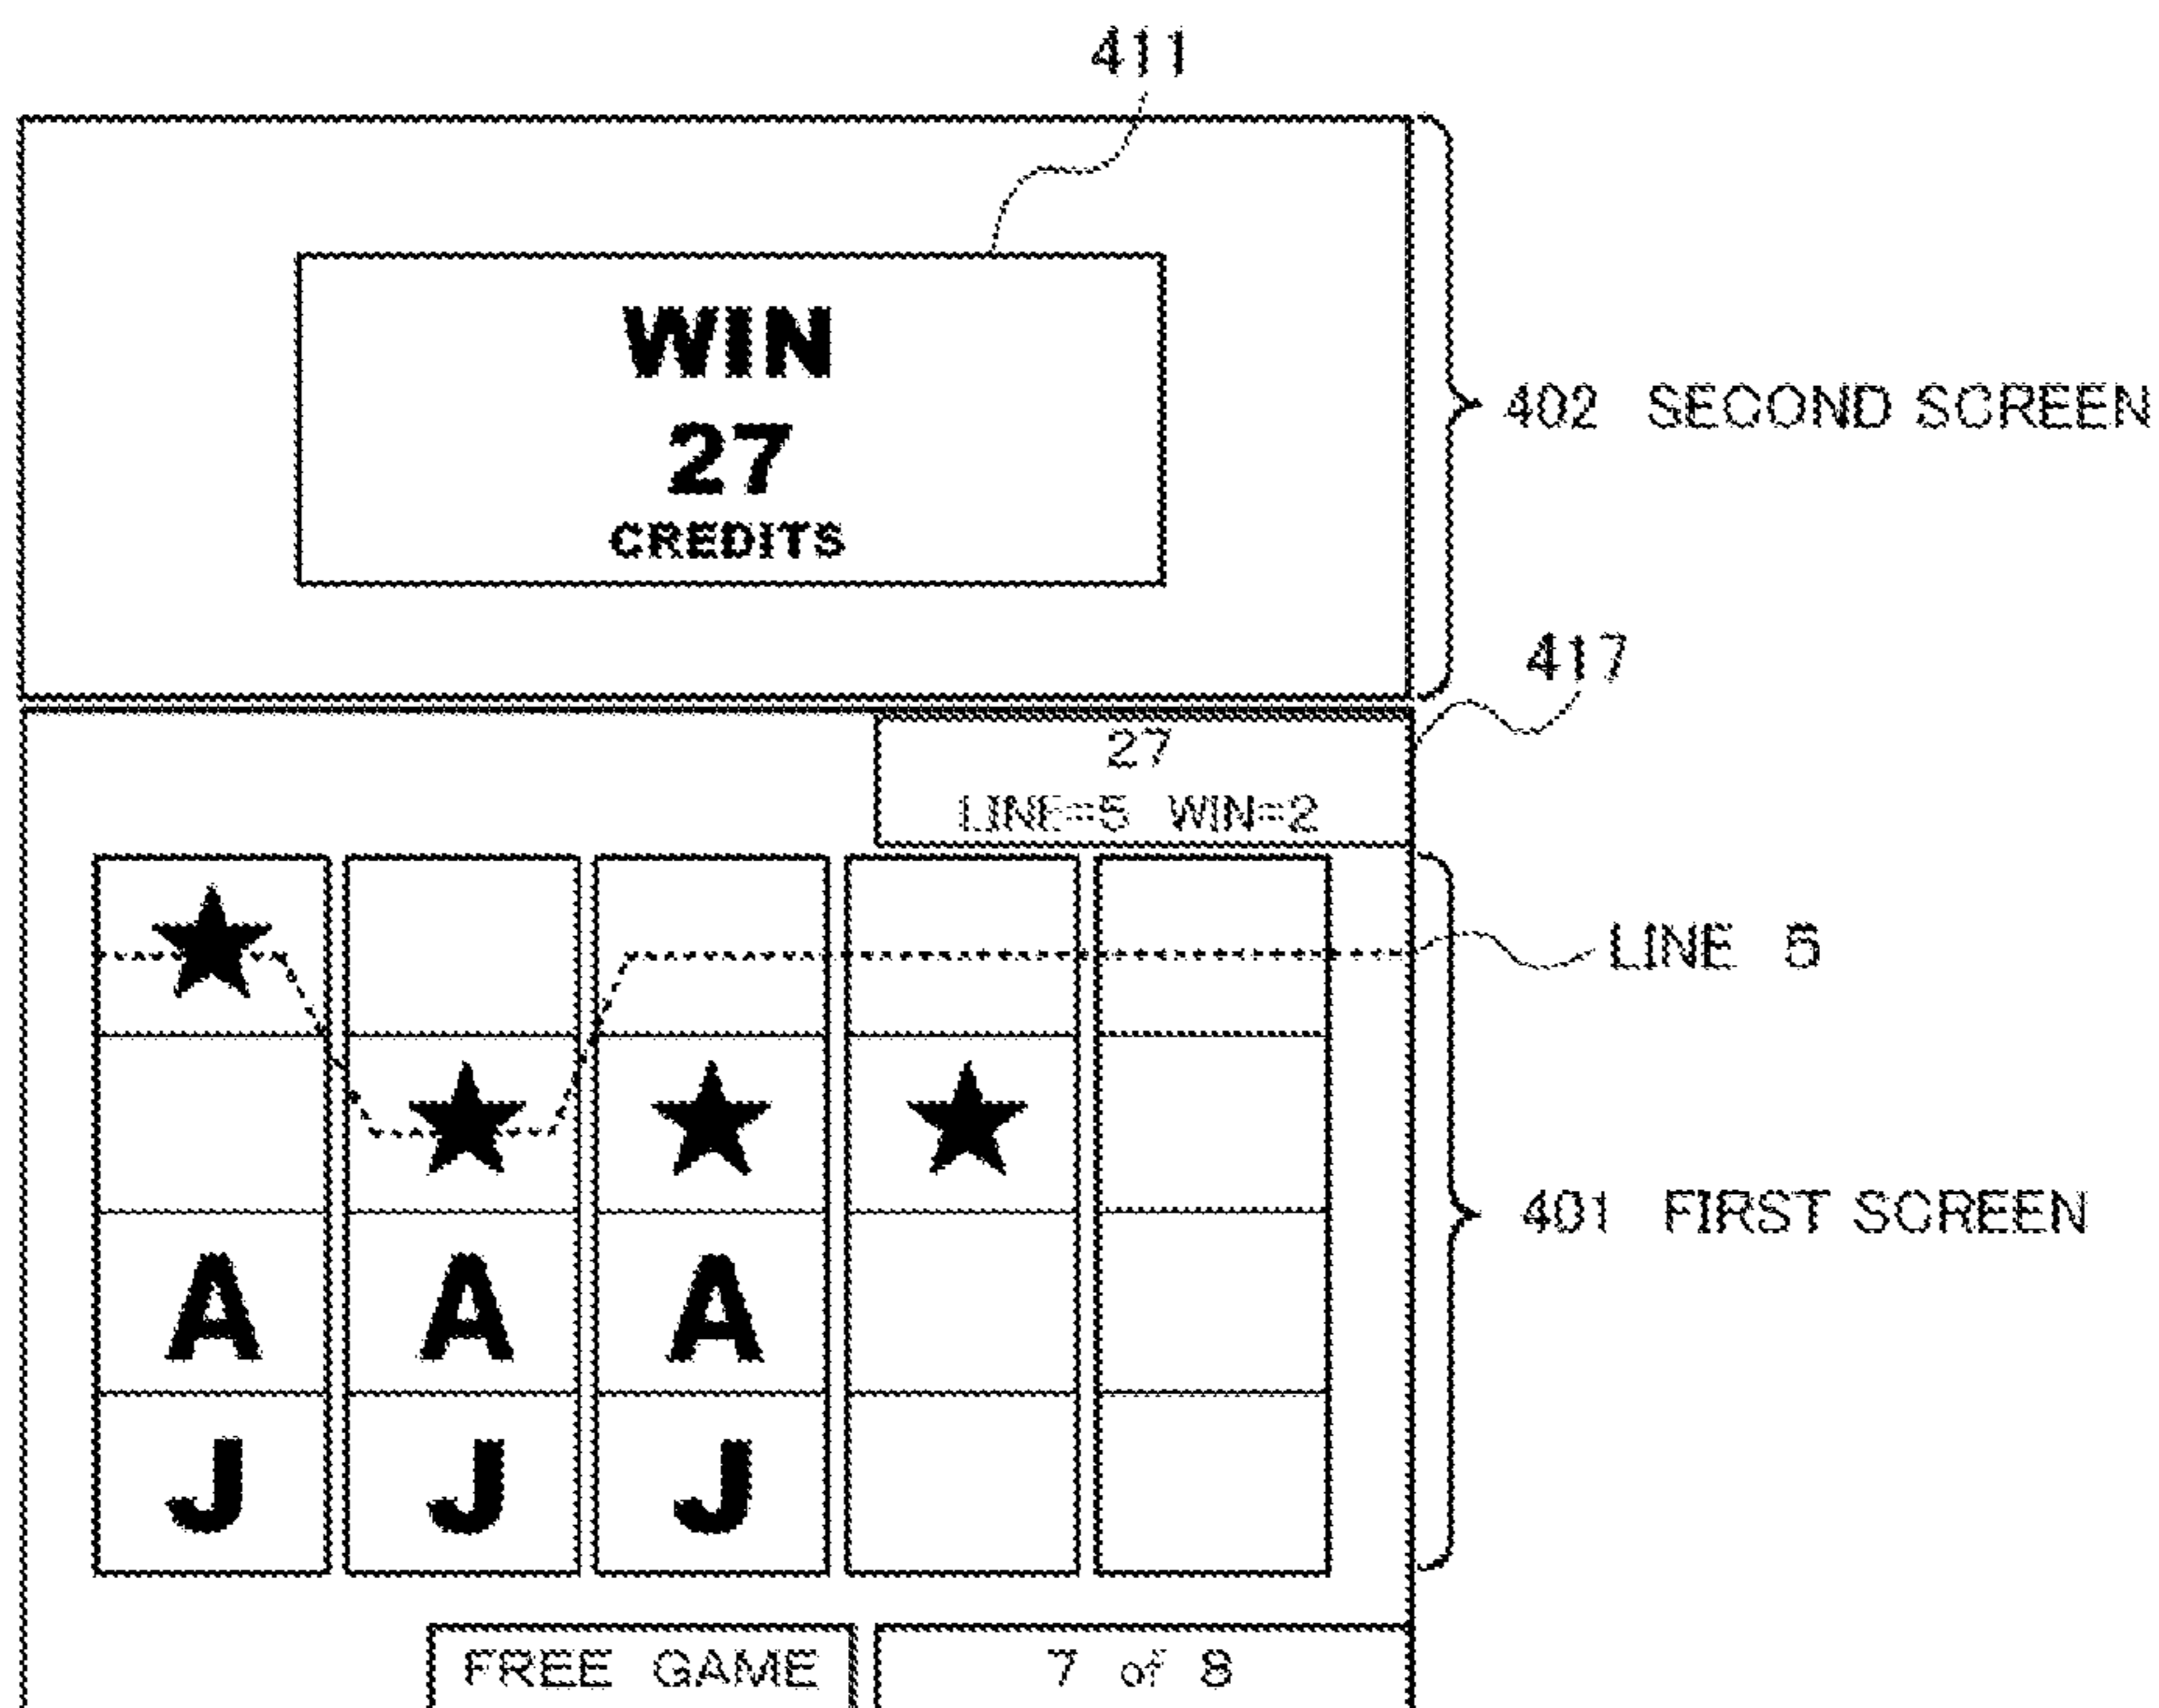 411
WIN
27
CREDITS
402 SECOND SCREEN
417
27
LINE=5 WIN=2
LINE 5
401 FIRST SCREEN
A A A
J J J
FREE GAME
7 of 8